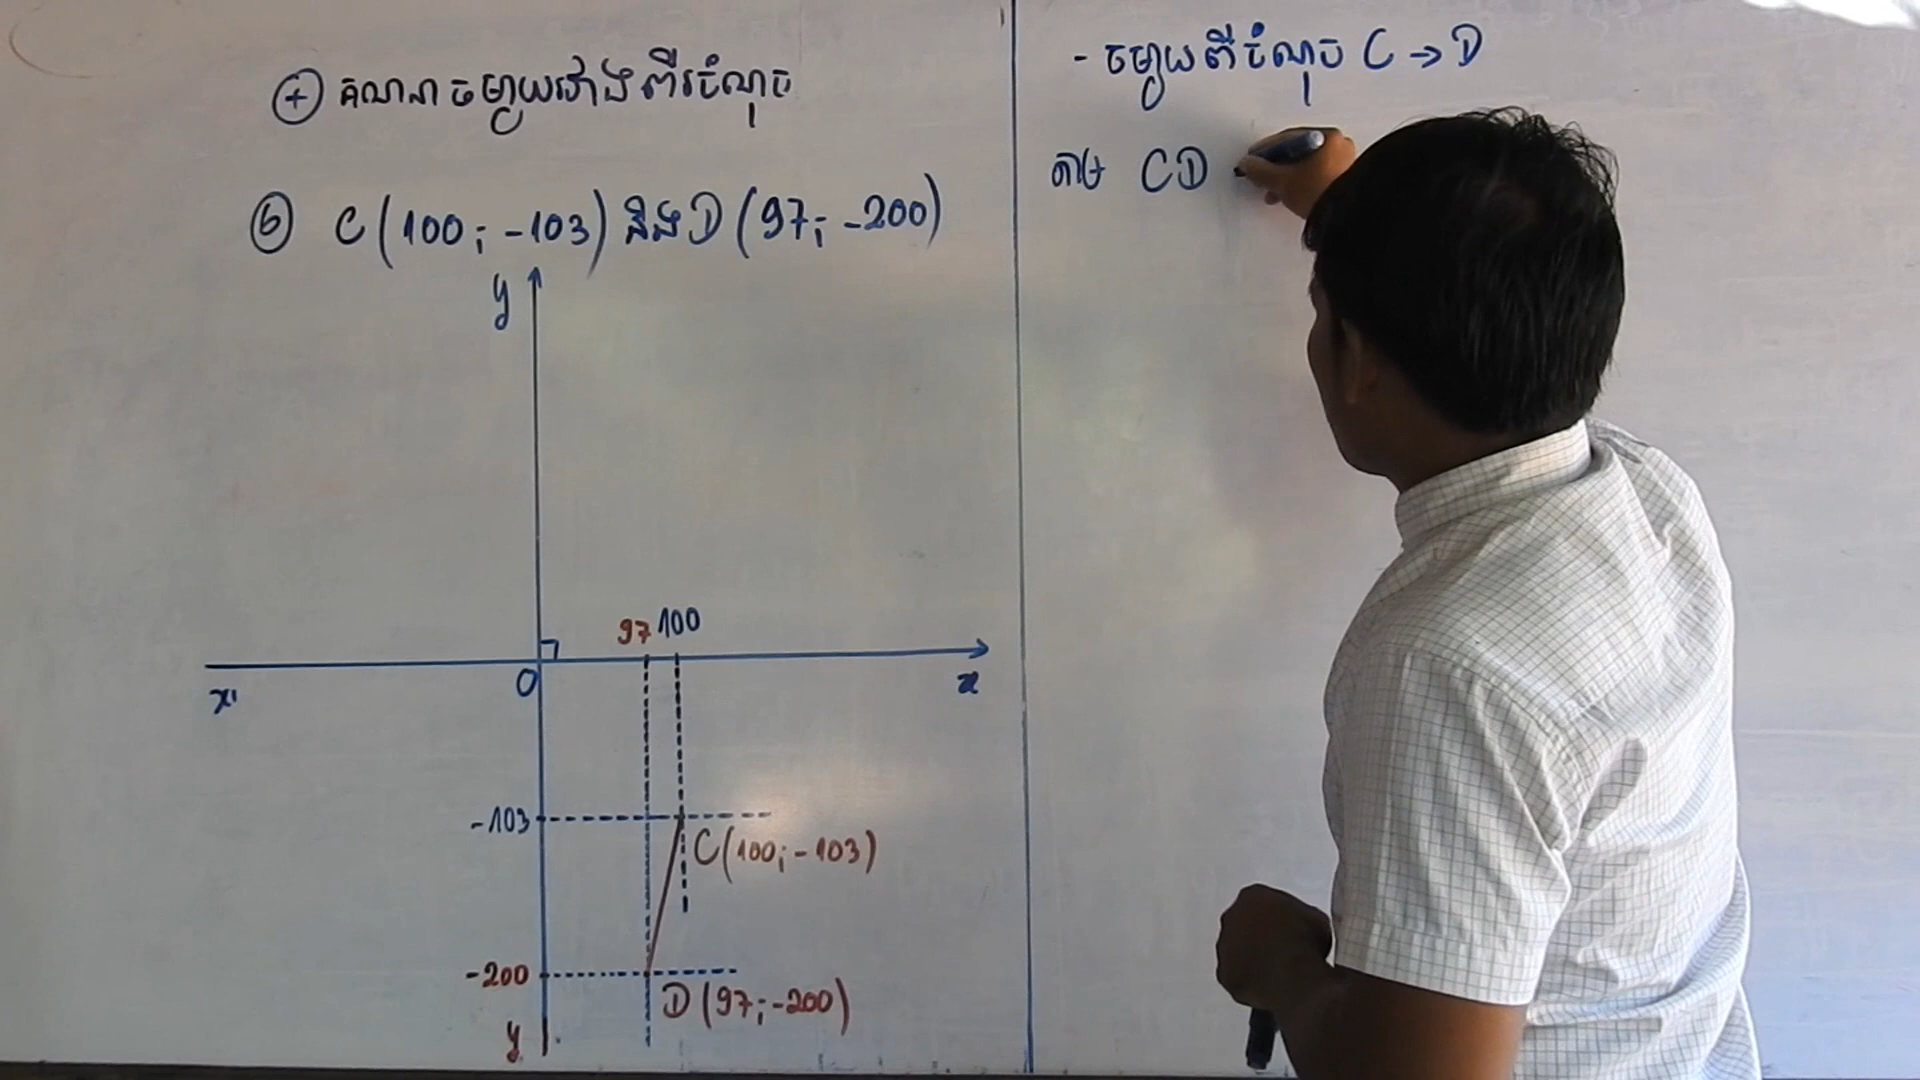 + គណនាចម្ងាយរវាងពីរចំណុច
៦ C(100; -103) និង D(97; -200)
y
97 100
x' O x
-103
C(100; -103)
-200
D(97; -200)
y
- ចម្ងាយពីចំណុច C → D
តាម CD